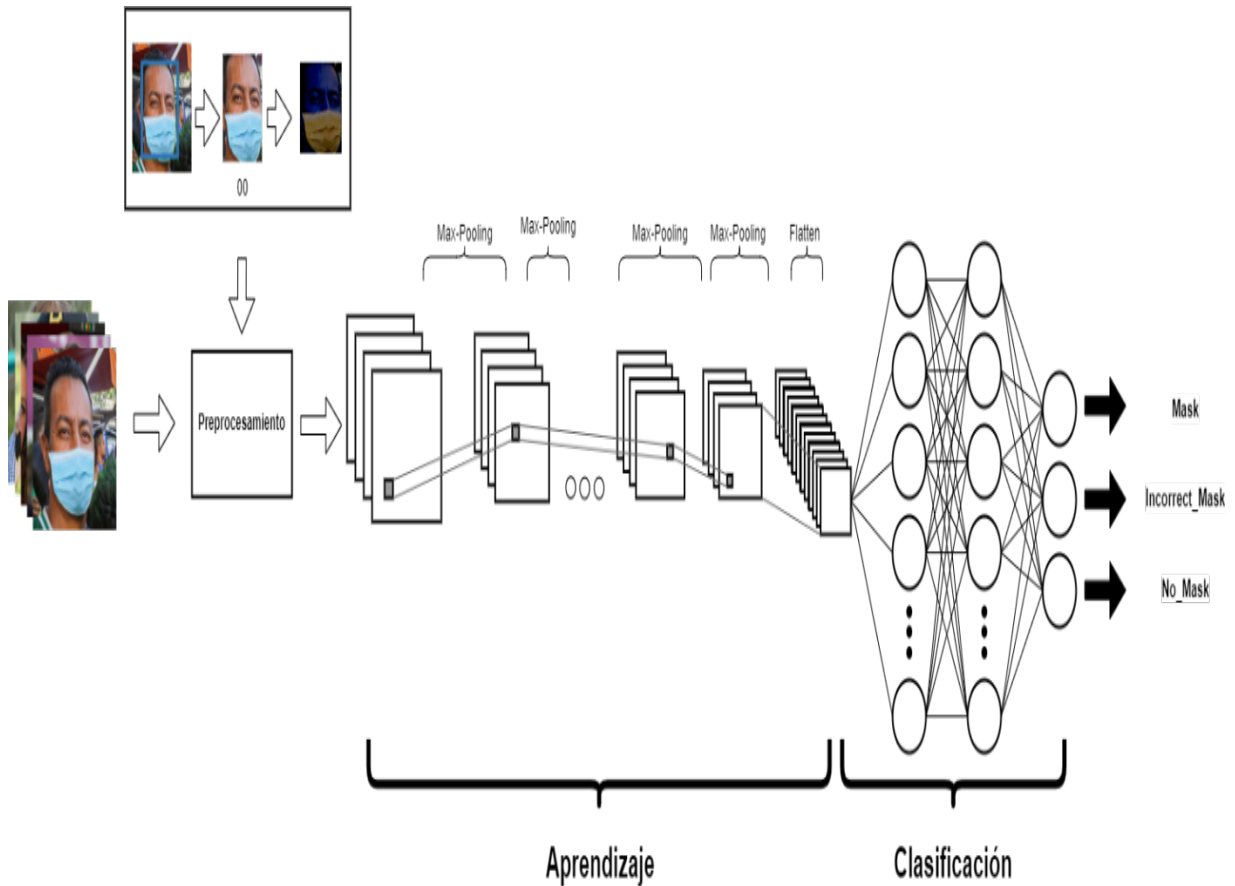 00
Max-Pooling
Max-Pooling
Max-Pooling
Max-Pooling
Flatten
Preprocesamiento
Mask
Incorrect_Mask
No_Mask
Aprendizaje
Clasificación